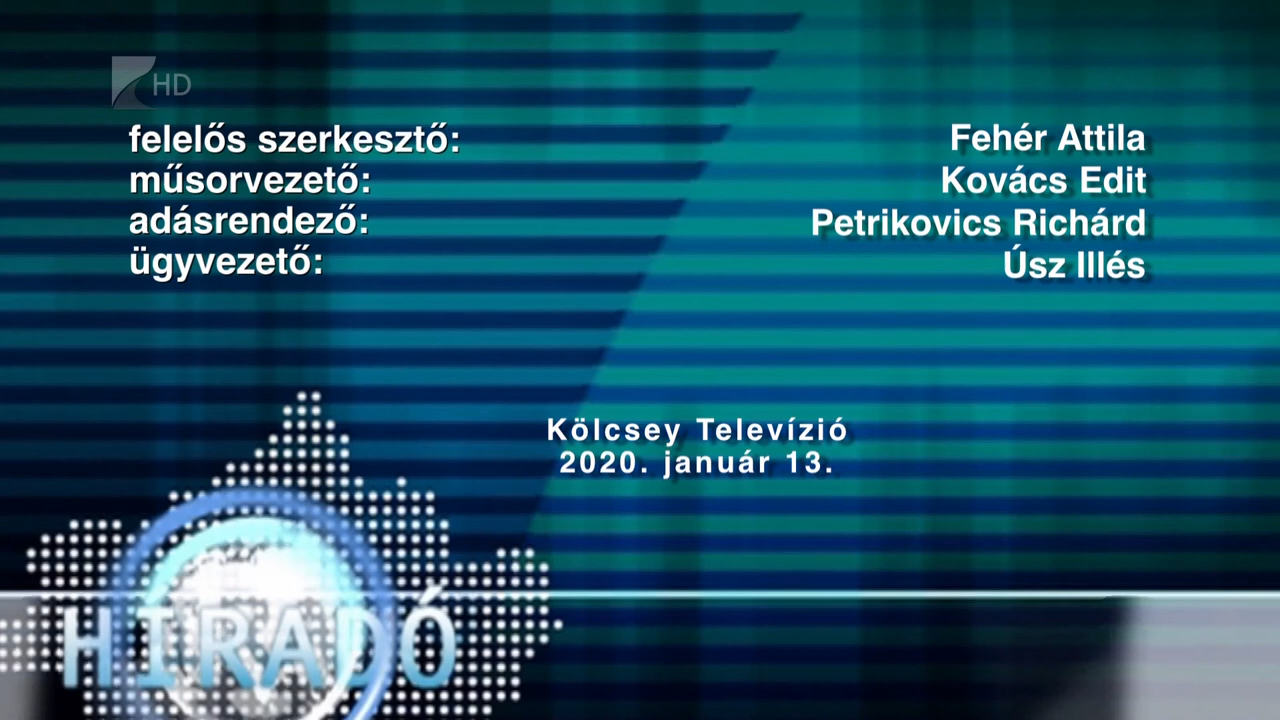 HD
felelős szerkesztő: Fehér Attila
műsorvezető: Kovács Edit
adásrendező: Petrikovics Richárd
ügyvezető: Úsz Illés
Kölcsey Televízió
2020. január 13.
HIRADÓ